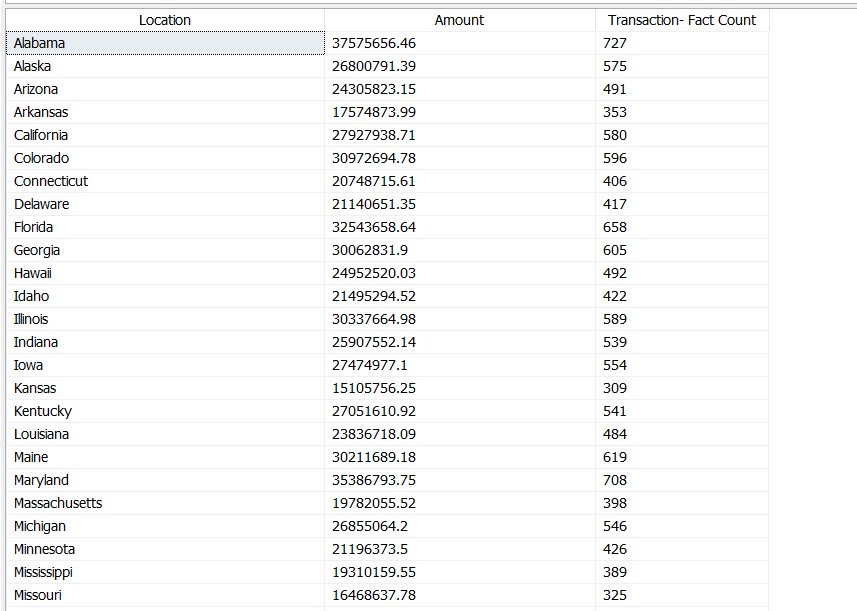 Location Amount Transaction- Fact Count
Alabama 37575656.46 727
Alaska 26800791.39 575
Arizona 24305823.15 491
Arkansas 17574873.99 353
California 27927938.71 580
Colorado 30972694.78 596
Connecticut 20748715.61 406
Delaware 21140651.35 417
Florida 32543658.64 658
Georgia 30062831.9 605
Hawaii 24952520.03 492
Idaho 21495294.52 422
Illinois 30337664.98 589
Indiana 25907552.14 539
Iowa 27474977.1 554
Kansas 15105756.25 309
Kentucky 27051610.92 541
Louisiana 23836718.09 484
Maine 30211689.18 619
Maryland 35386793.75 708
Massachusetts 19782055.52 398
Michigan 26855064.2 546
Minnesota 21196373.5 426
Mississippi 19310159.55 389
Missouri 16468637.78 325